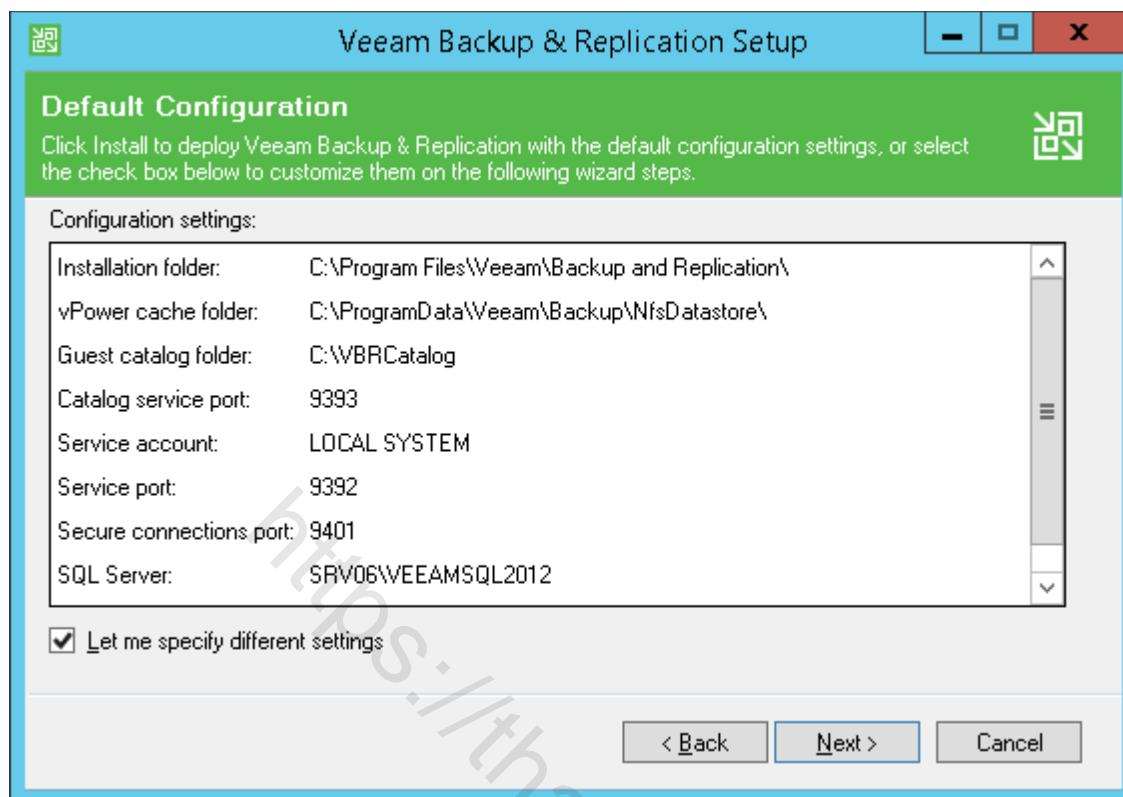 Veeam Backup & Replication Setup
Default Configuration
Click Install to deploy Veeam Backup & Replication with the default configuration settings, or select
the check box below to customize them on the following wizard steps.
Configuration settings:
Installation folder: C:\Program Files\Veeam\Backup and Replication\
vPower cache folder: C:\ProgramData\Veeam\Backup\NfsDatastore\
Guest catalog folder: C:\VBRCatalog
Catalog service port: 9393
Service account: LOCAL SYSTEM
Service port: 9392
Secure connections port: 9401
SQL Server: SRV06\VEEAMSQL2012
Let me specify different settings
< Back Next > Cancel